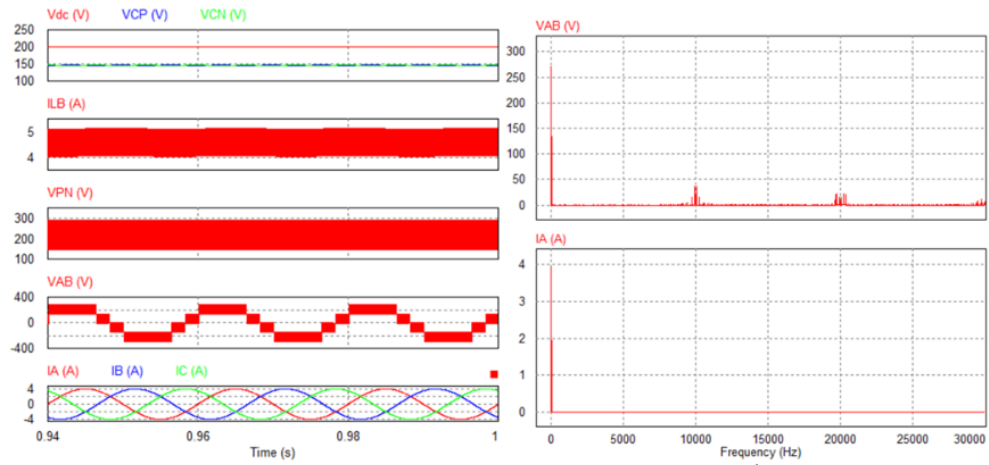 Vdc (V) VCP (V) VCN (V)
250
200
150
100
ILB (A)
5
4
VPN (V)
300
200
100
VAB (V)
400
0
-400
IA (A) IB (A) IC (A)
4
0
-4
0.94 0.96 0.98 1
Time (s)
VAB (V)
300
250
200
150
100
50
0
IA (A)
4
3
2
1
0
0 5000 10000 15000 20000 25000 30000
Frequency (Hz)